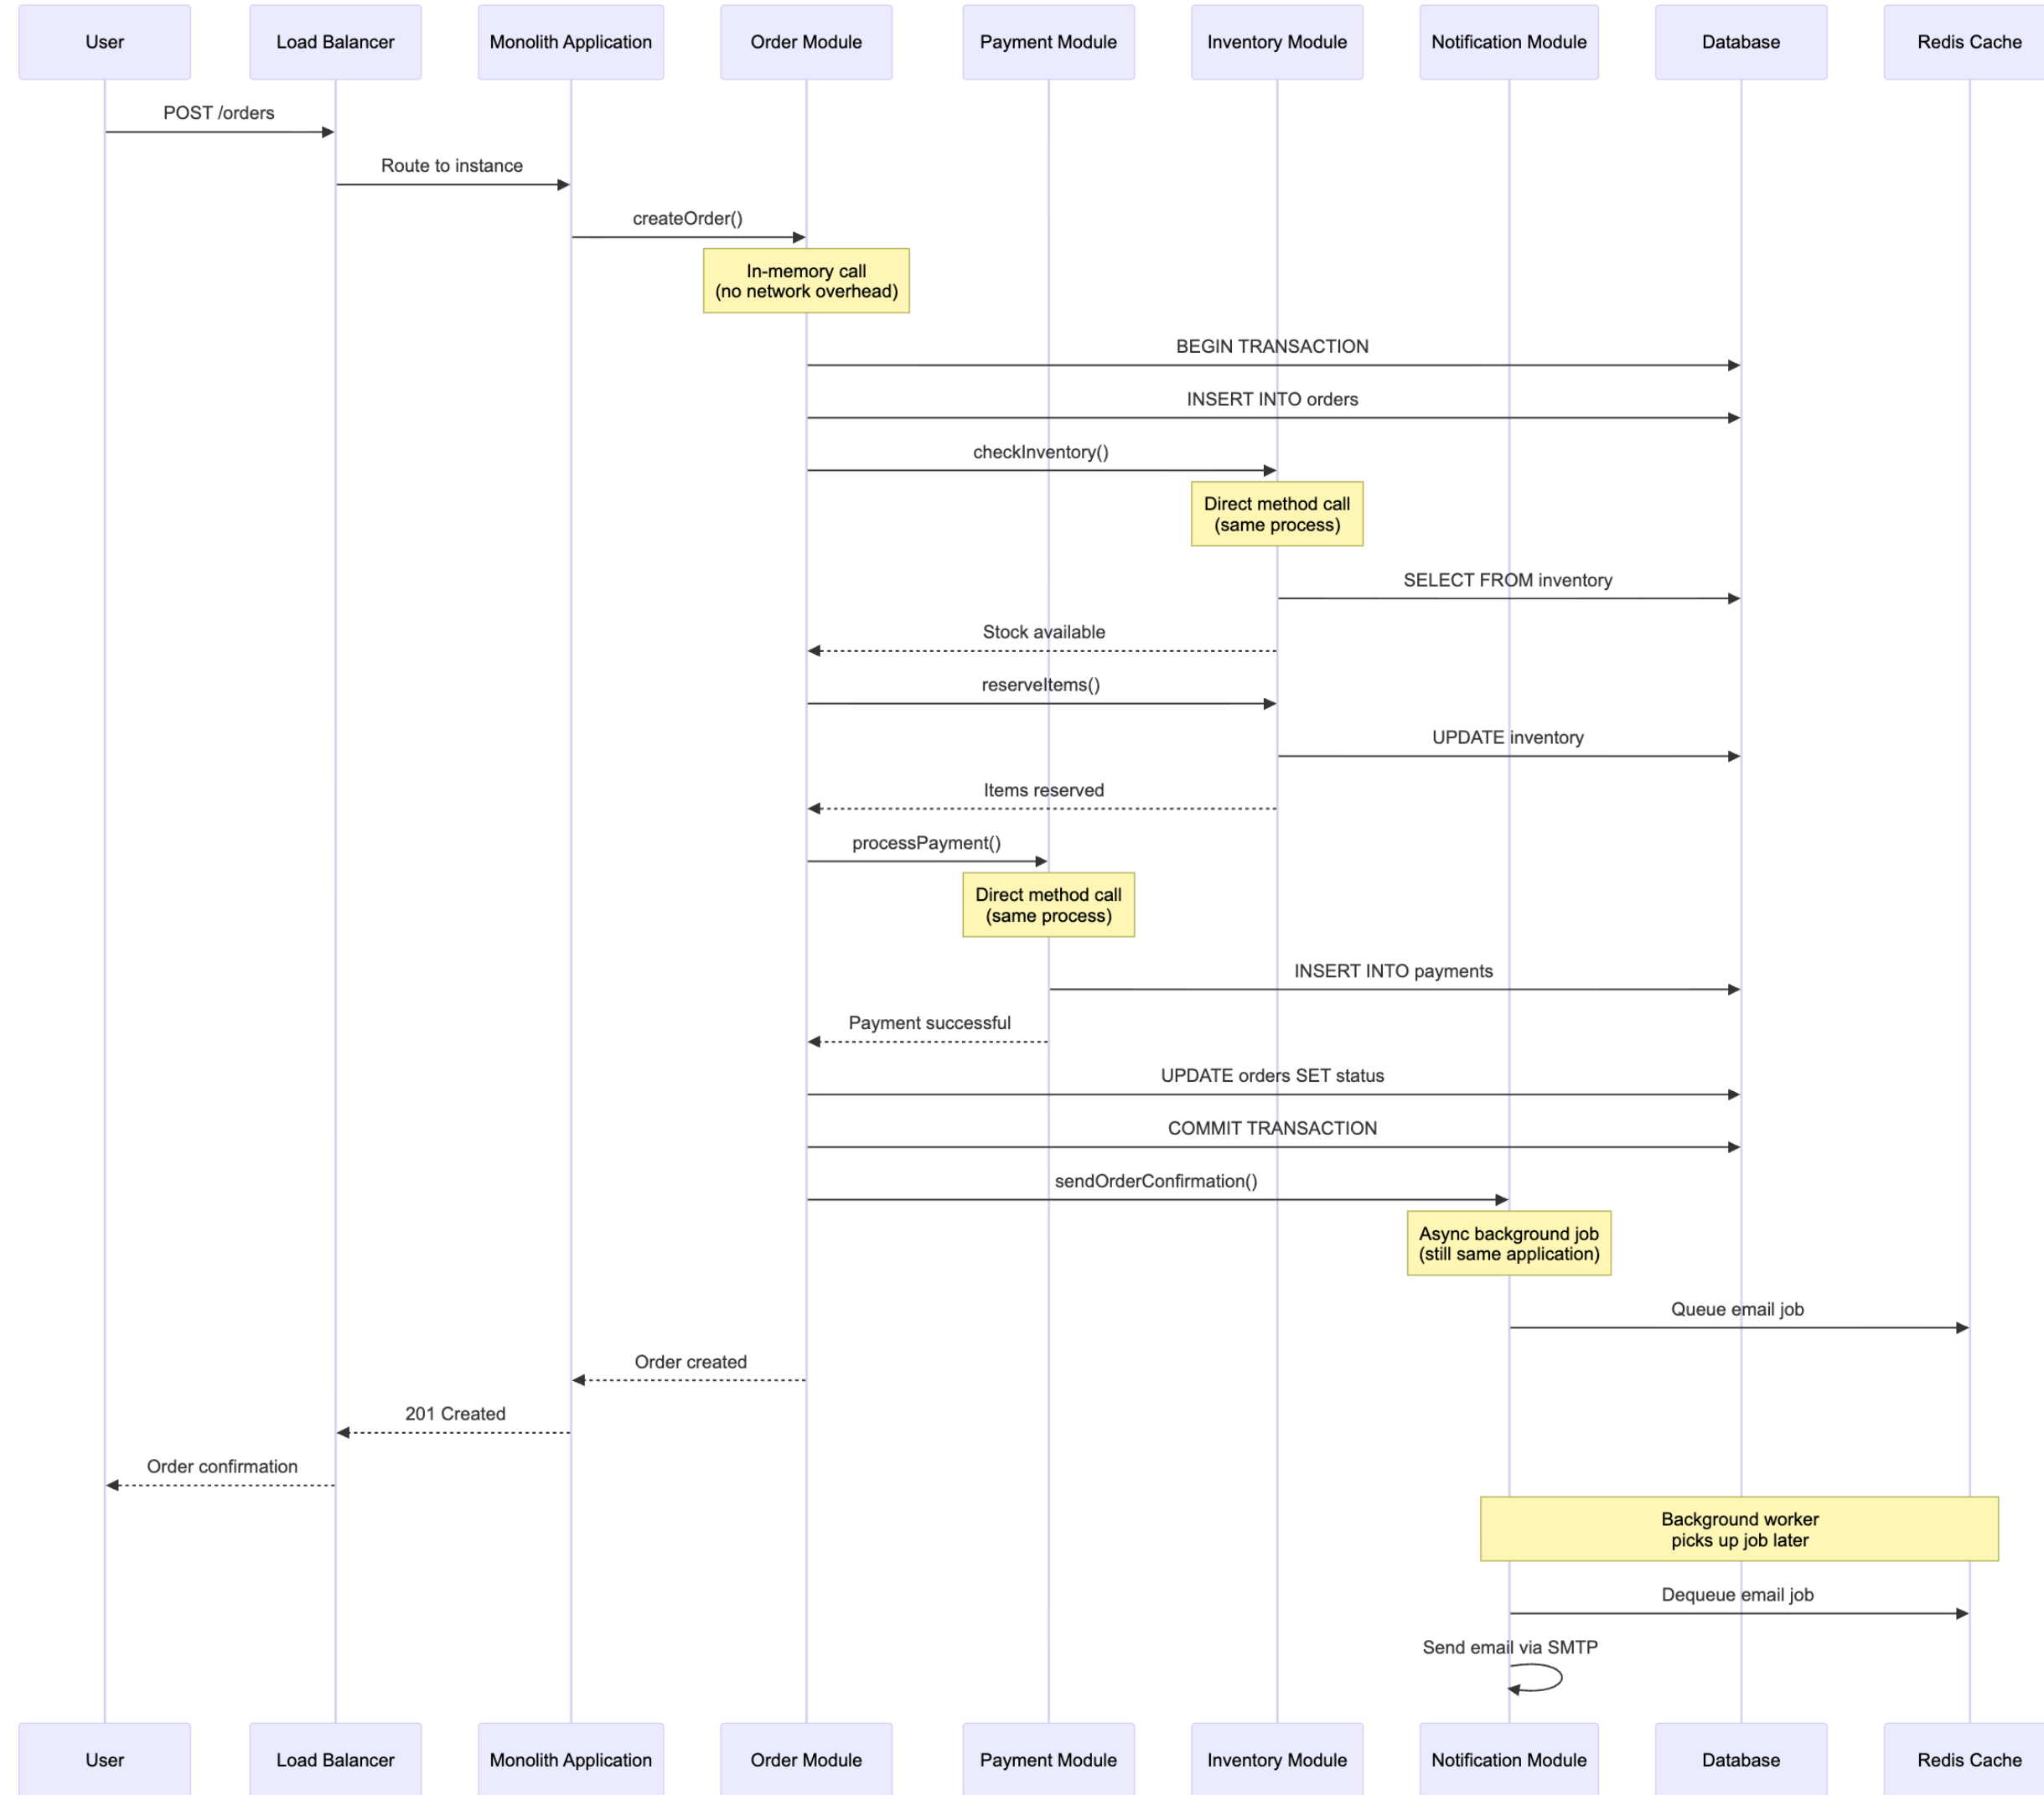 User
Load Balancer
Monolith Application
Order Module
Payment Module
Inventory Module
Notification Module
Database
Redis Cache
POST /orders
Route to instance
createOrder()
In-memory call
(no network overhead)
BEGIN TRANSACTION
INSERT INTO orders
checkInventory()
Direct method call
(same process)
SELECT FROM inventory
Stock available
reserveItems()
UPDATE inventory
Items reserved
processPayment()
Direct method call
(same process)
INSERT INTO payments
Payment successful
UPDATE orders SET status
COMMIT TRANSACTION
sendOrderConfirmation()
Async background job
(still same application)
Queue email job
Order created
201 Created
Order confirmation
Background worker
picks up job later
Dequeue email job
Send email via SMTP
User
Load Balancer
Monolith Application
Order Module
Payment Module
Inventory Module
Notification Module
Database
Redis Cache